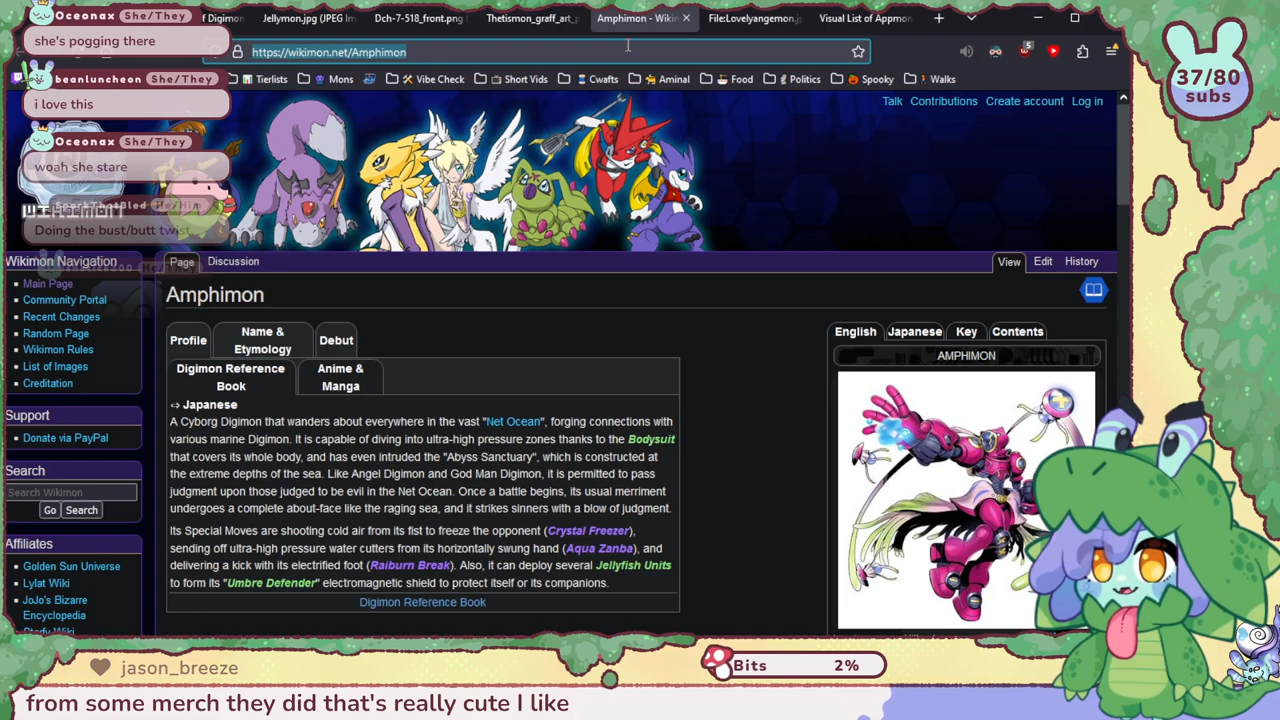 Oceonax She/They
she's pogging there
beanluncheon She/They
i love this
Oceonax She/They
woah she stare
SparkThatBled He/Him
Doing the bust/butt twist
f Digimon
Jellymon.jpg (JPEG Im
Dch-7-518_front.png
Thetismon_graff_art_
Amphimon - Wikin
File:Lovelyangemon.j
Visual List of Appmon
https://wikimon.net/Amphimon
5
Tierlists
Mons
Vibe Check
Short Vids
Cwafts
Aminal
Food
Politics
Spooky
Walks
37/80
subs
Talk Contributions Create account Log in
WIKIMON
Wikimon Navigation
Main Page
Community Portal
Recent Changes
Random Page
Wikimon Rules
List of Images
Creditation
Support
Donate via PayPal
Search
Search Wikimon
Go Search
Affiliates
Golden Sun Universe
Lylat Wiki
JoJo's Bizarre
Encyclopedia
Starfy Wiki
Page Discussion
View Edit History
Amphimon
Profile
Name &
Etymology
Debut
Digimon Reference
Book
Anime &
Manga
⇨ Japanese
A Cyborg Digimon that wanders about everywhere in the vast "Net Ocean", forging connections with
various marine Digimon. It is capable of diving into ultra-high pressure zones thanks to the Bodysuit
that covers its whole body, and has even intruded the "Abyss Sanctuary", which is constructed at
the extreme depths of the sea. Like Angel Digimon and God Man Digimon, it is permitted to pass
judgment upon those judged to be evil in the Net Ocean. Once a battle begins, its usual merriment
undergoes a complete about-face like the raging sea, and it strikes sinners with a blow of judgment.
Its Special Moves are shooting cold air from its fist to freeze the opponent (Crystal Freezer),
sending off ultra-high pressure water cutters from its horizontally swung hand (Aqua Zanba), and
delivering a kick with its electrified foot (Raiburn Break). Also, it can deploy several Jellyfish Units
to form its "Umbre Defender" electromagnetic shield to protect itself or its companions.
Digimon Reference Book
English Japanese Key Contents
AMPHIMON
jason_breeze
Bits 2%
from some merch they did that's really cute I like